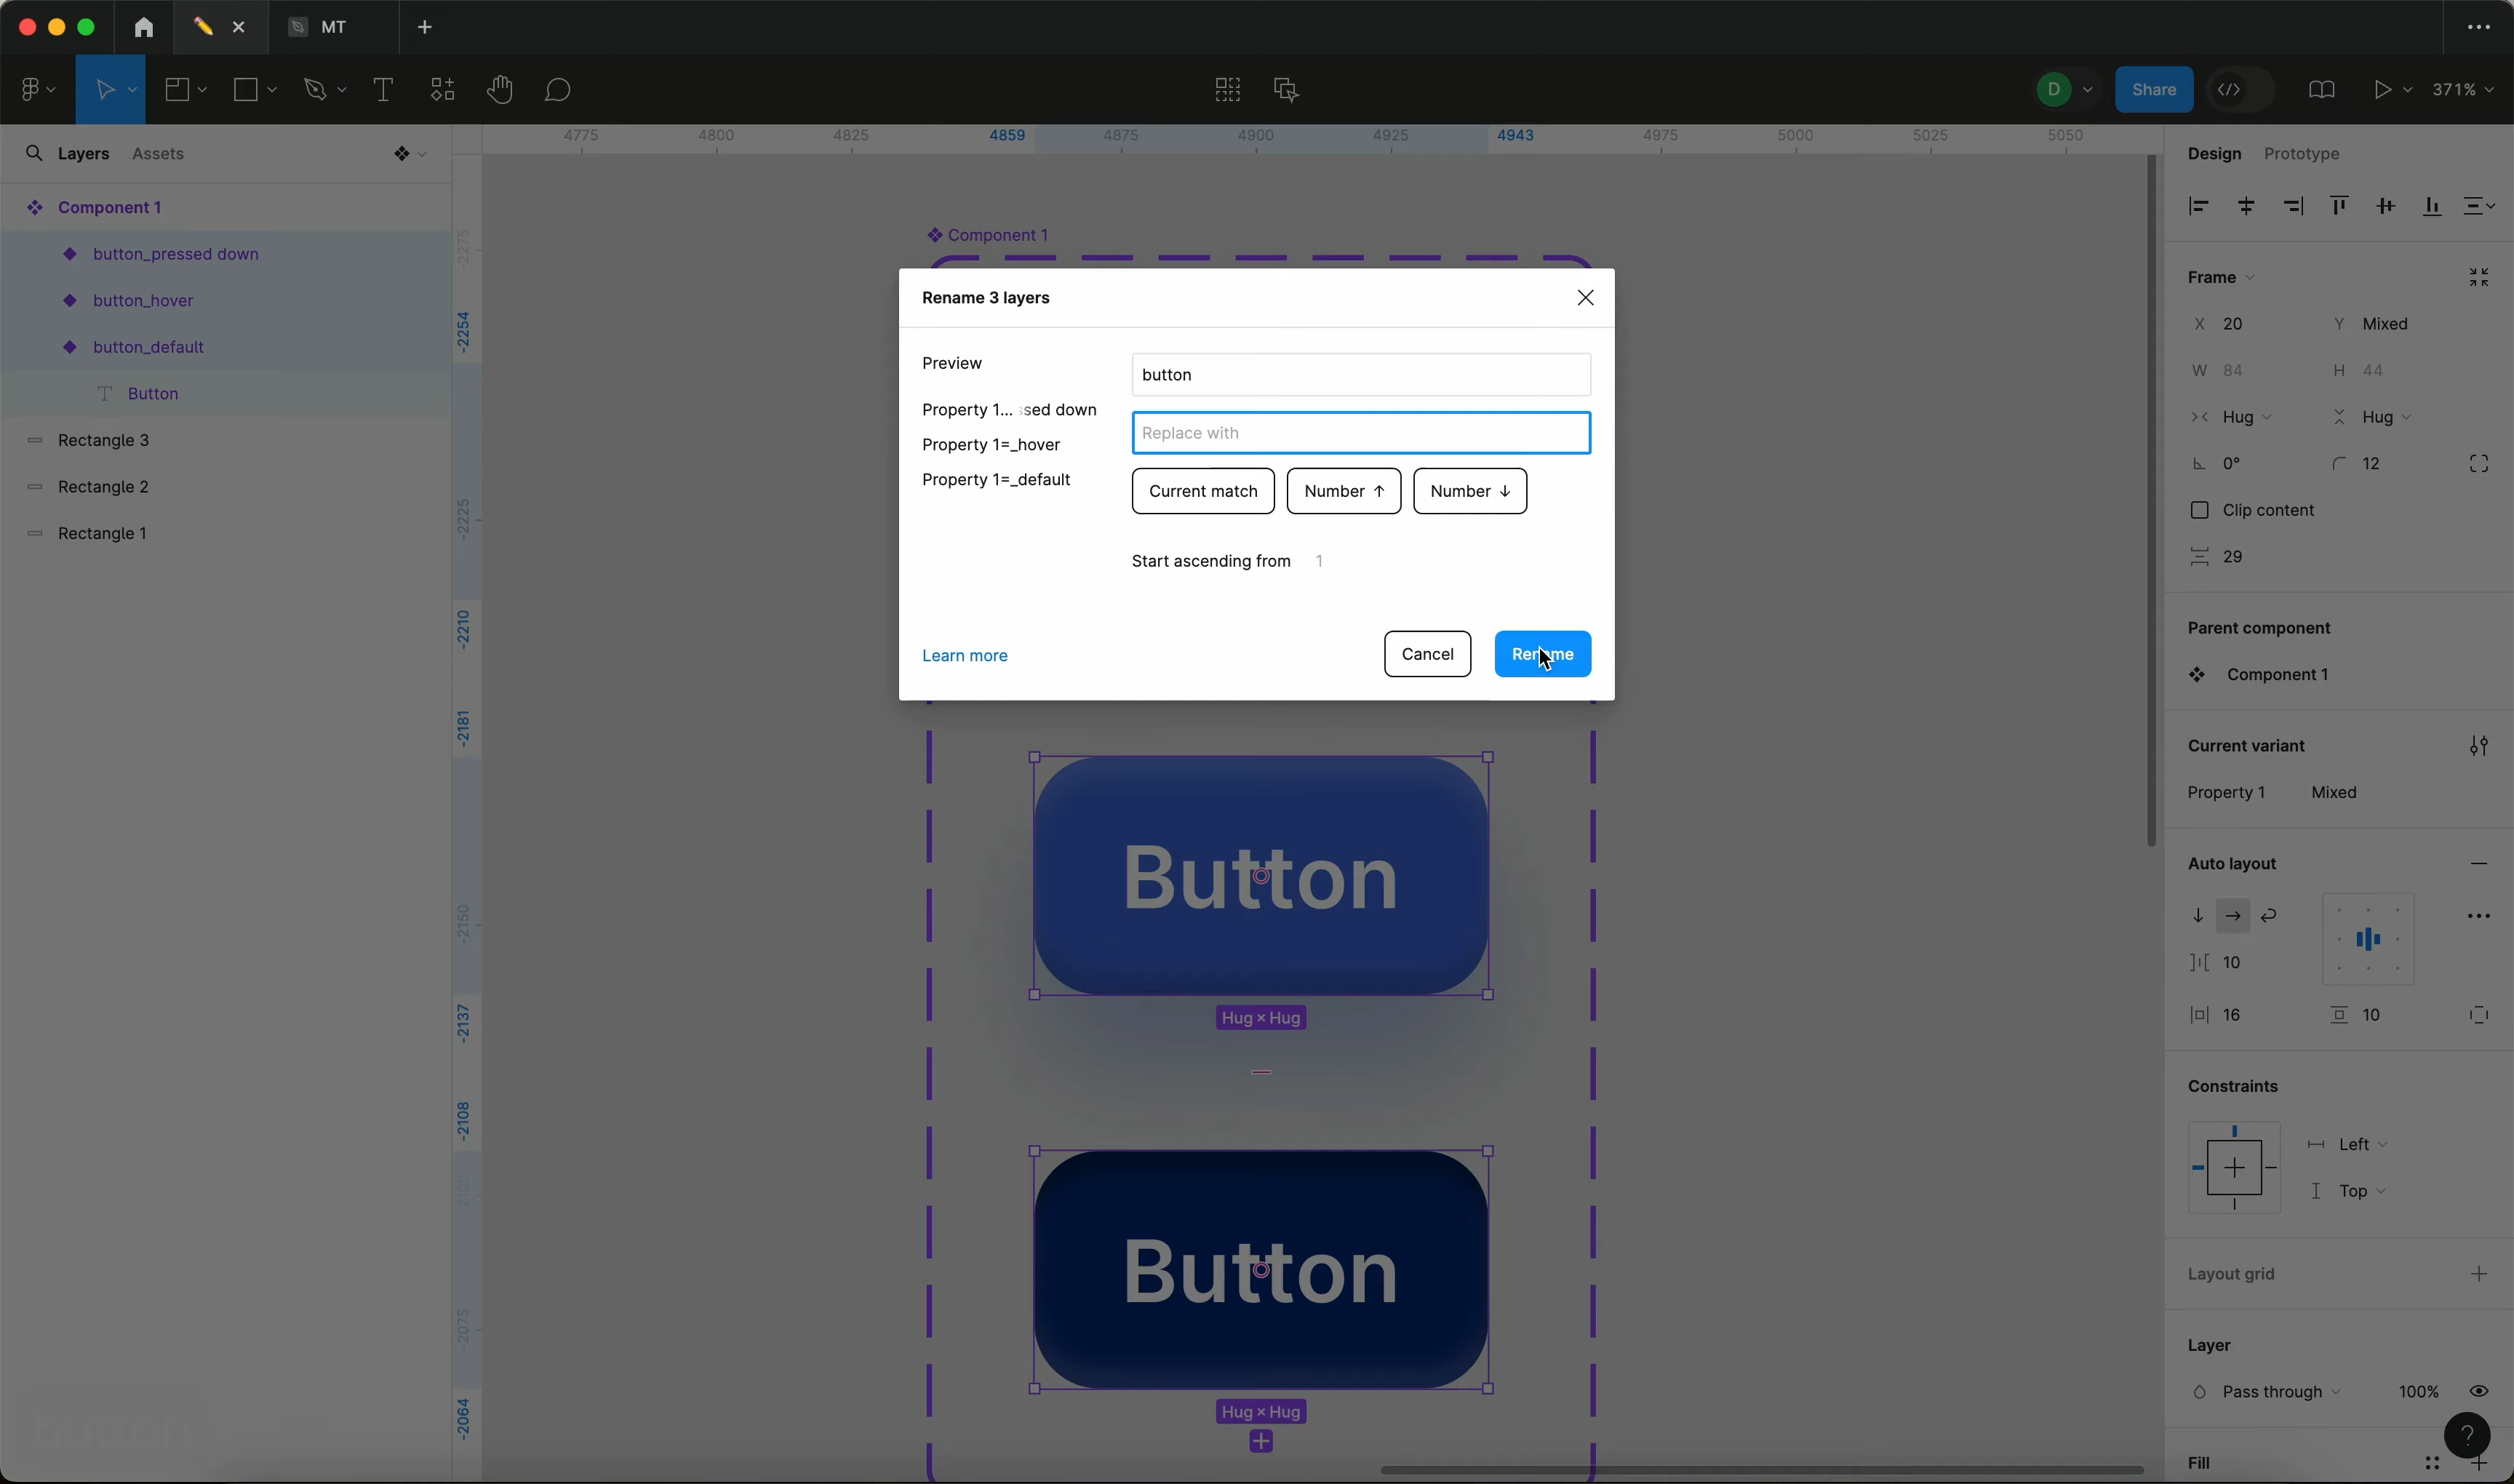 MT
D
Share
371%
Layers Assets
Component 1
button_pressed down
button_hover
button_default
Button
Rectangle 3
Rectangle 2
Rectangle 1
4775 4800 4825 4859 4875 4900 4925 4943 4975 5000 5025 5050
-2275
-2254
-2225
-2210
-2181
-2150
-2137
-2108
-2100
-2075
-2064
Component 1
Rename 3 layers
Preview
button
Property 1... sed down
Replace with
Property 1=_hover
Property 1=_default
Current match
Number ↑
Number ↓
Start ascending from 1
Learn more
Cancel
Rename
Button
Hug × Hug
Button
Hug × Hug
Design Prototype
Frame
X 20 Y Mixed
W 84 H 44
Hug Hug
0° 12
Clip content
29
Parent component
Component 1
Current variant
Property 1 Mixed
Auto layout
10
16 10
Constraints
Left
Top
Layout grid
Layer
Pass through 100%
?
Fill